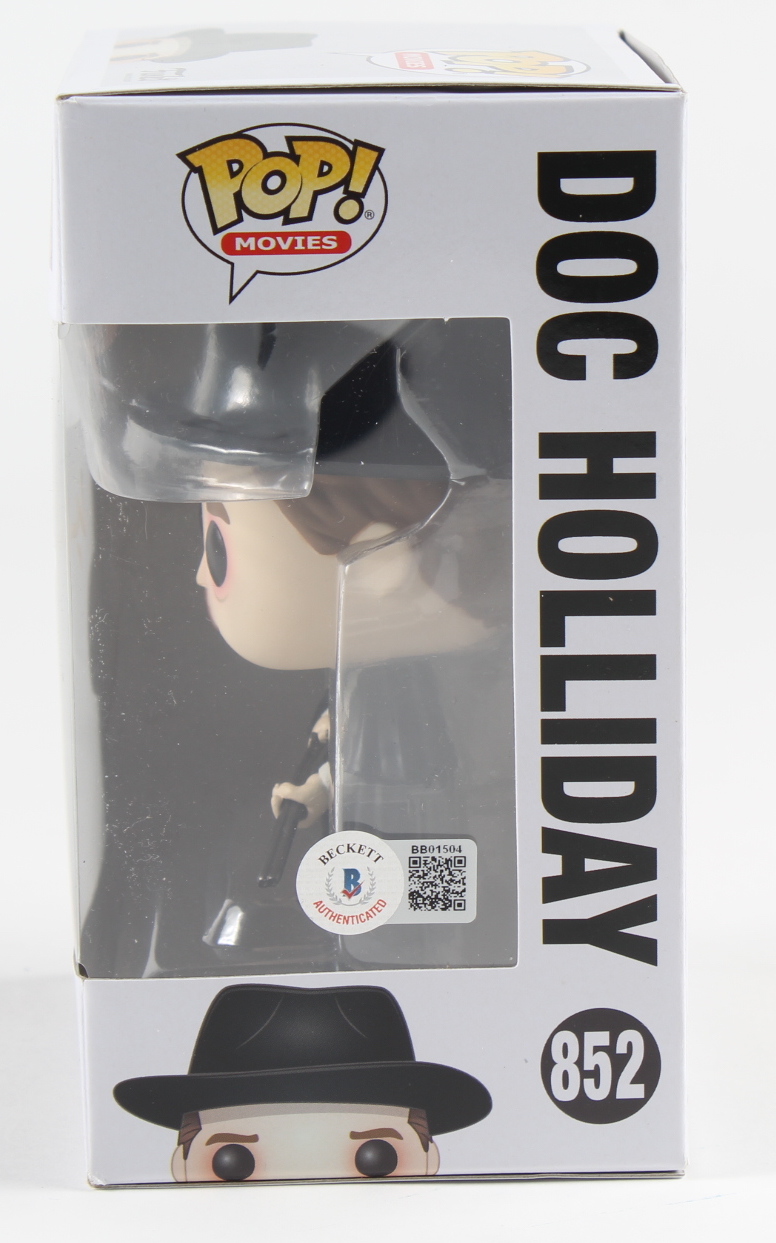 POP!®
MOVIES
DOC HOLLIDAY
BECKETT
B
AUTHENTICATED
BB01504
852